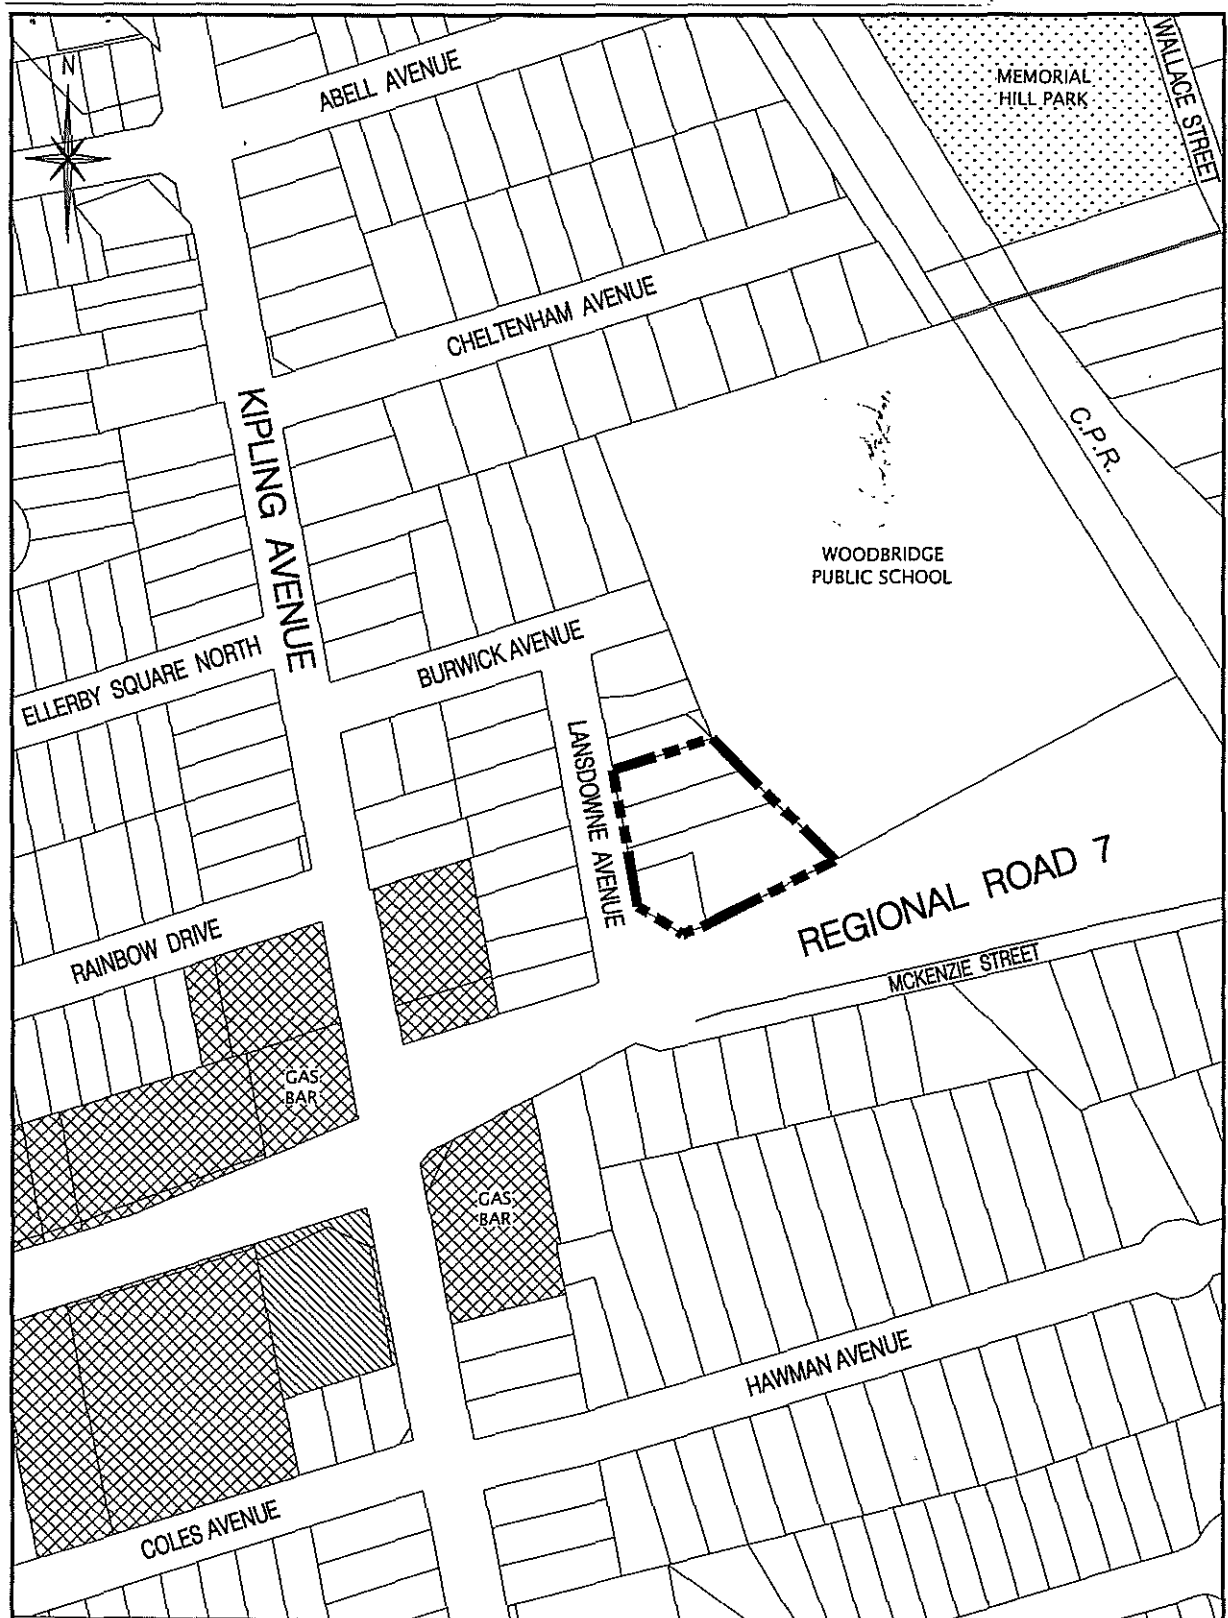 N
ABELL AVENUE
MEMORIAL
HILL PARK
WALLACE STREET
CHELTENHAM AVENUE
KIPLING AVENUE
C.P.R.
WOODBRIDGE
PUBLIC SCHOOL
ELLERBY SQUARE NORTH
BURWICK AVENUE
LANSDOWNE AVENUE
REGIONAL ROAD 7
RAINBOW DRIVE
MCKENZIE STREET
GAS
BAR
GAS
BAR
HAWMAN AVENUE
COLES AVENUE